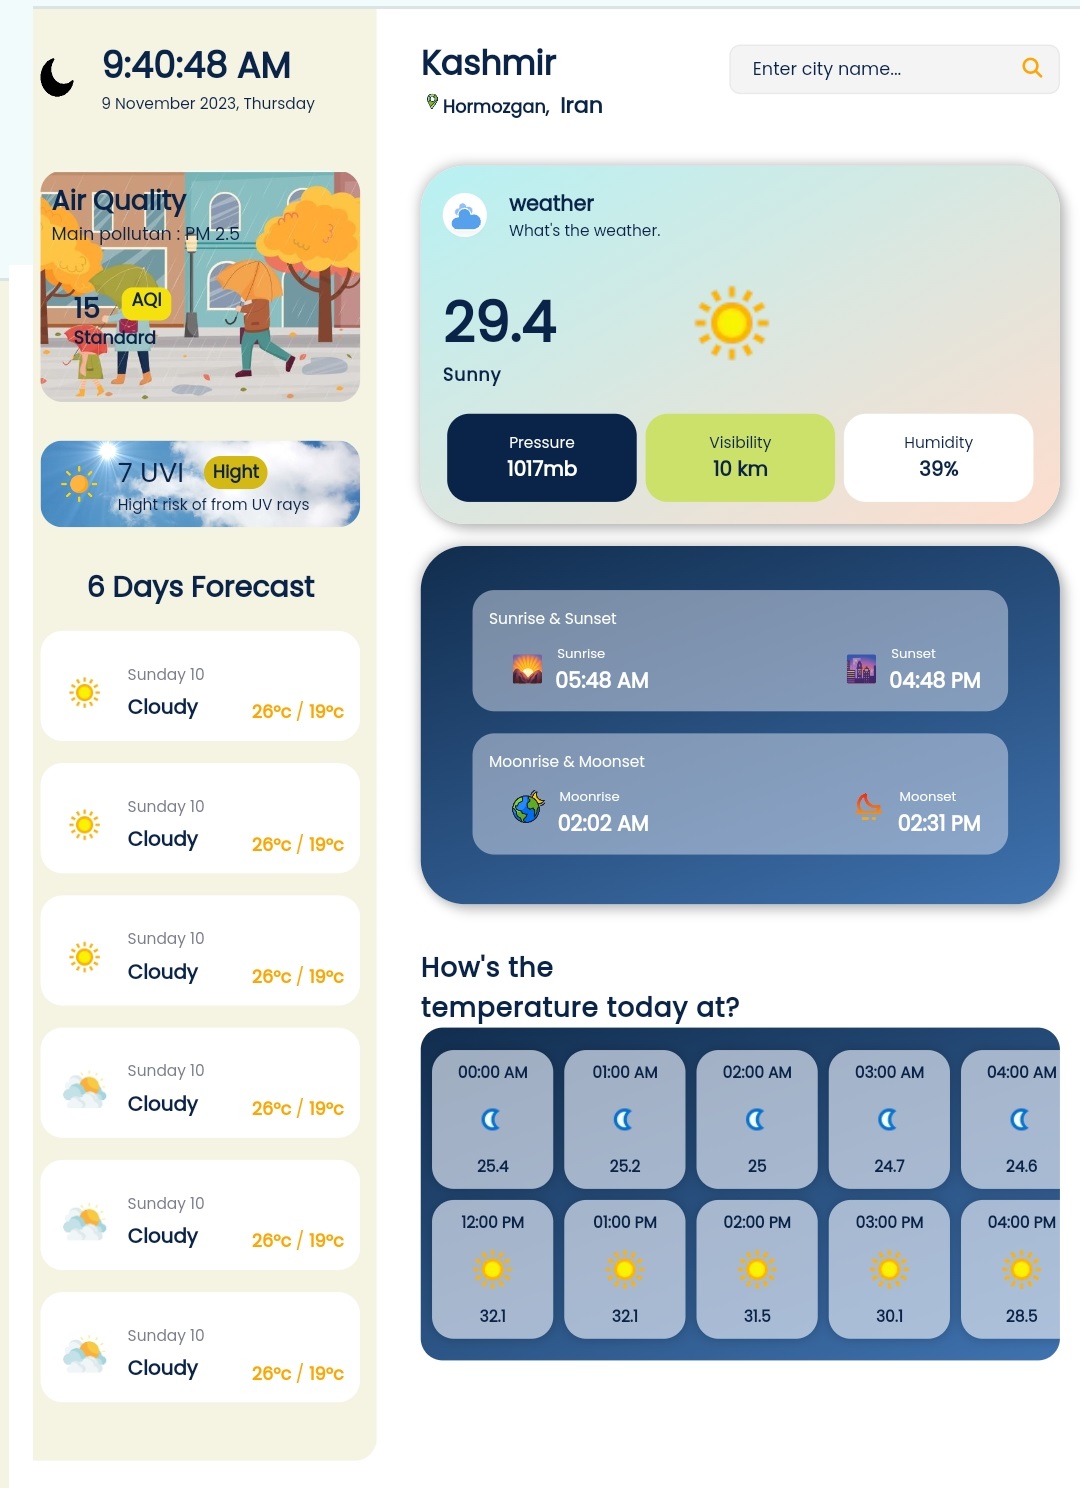 9:40:48 AM
9 November 2023, Thursday
Air Quality
Main pollutan : PM 2.5
15 AQI
Standard
7 UVI Hight
Hight risk of from UV rays
6 Days Forecast
Sunday 10
Cloudy
26°c / 19°c
Sunday 10
Cloudy
26°c / 19°c
Sunday 10
Cloudy
26°c / 19°c
Sunday 10
Cloudy
26°c / 19°c
Sunday 10
Cloudy
26°c / 19°c
Sunday 10
Cloudy
26°c / 19°c
Kashmir
Hormozgan, Iran
Enter city name...
weather
What's the weather.
29.4
Sunny
Pressure
1017mb
Visibility
10 km
Humidity
39%
Sunrise & Sunset
Sunrise
05:48 AM
Sunset
04:48 PM
Moonrise & Moonset
Moonrise
02:02 AM
Moonset
02:31 PM
How's the
temperature today at?
00:00 AM
25.4
01:00 AM
25.2
02:00 AM
25
03:00 AM
24.7
04:00 AM
24.6
12:00 PM
32.1
01:00 PM
32.1
02:00 PM
31.5
03:00 PM
30.1
04:00 PM
28.5